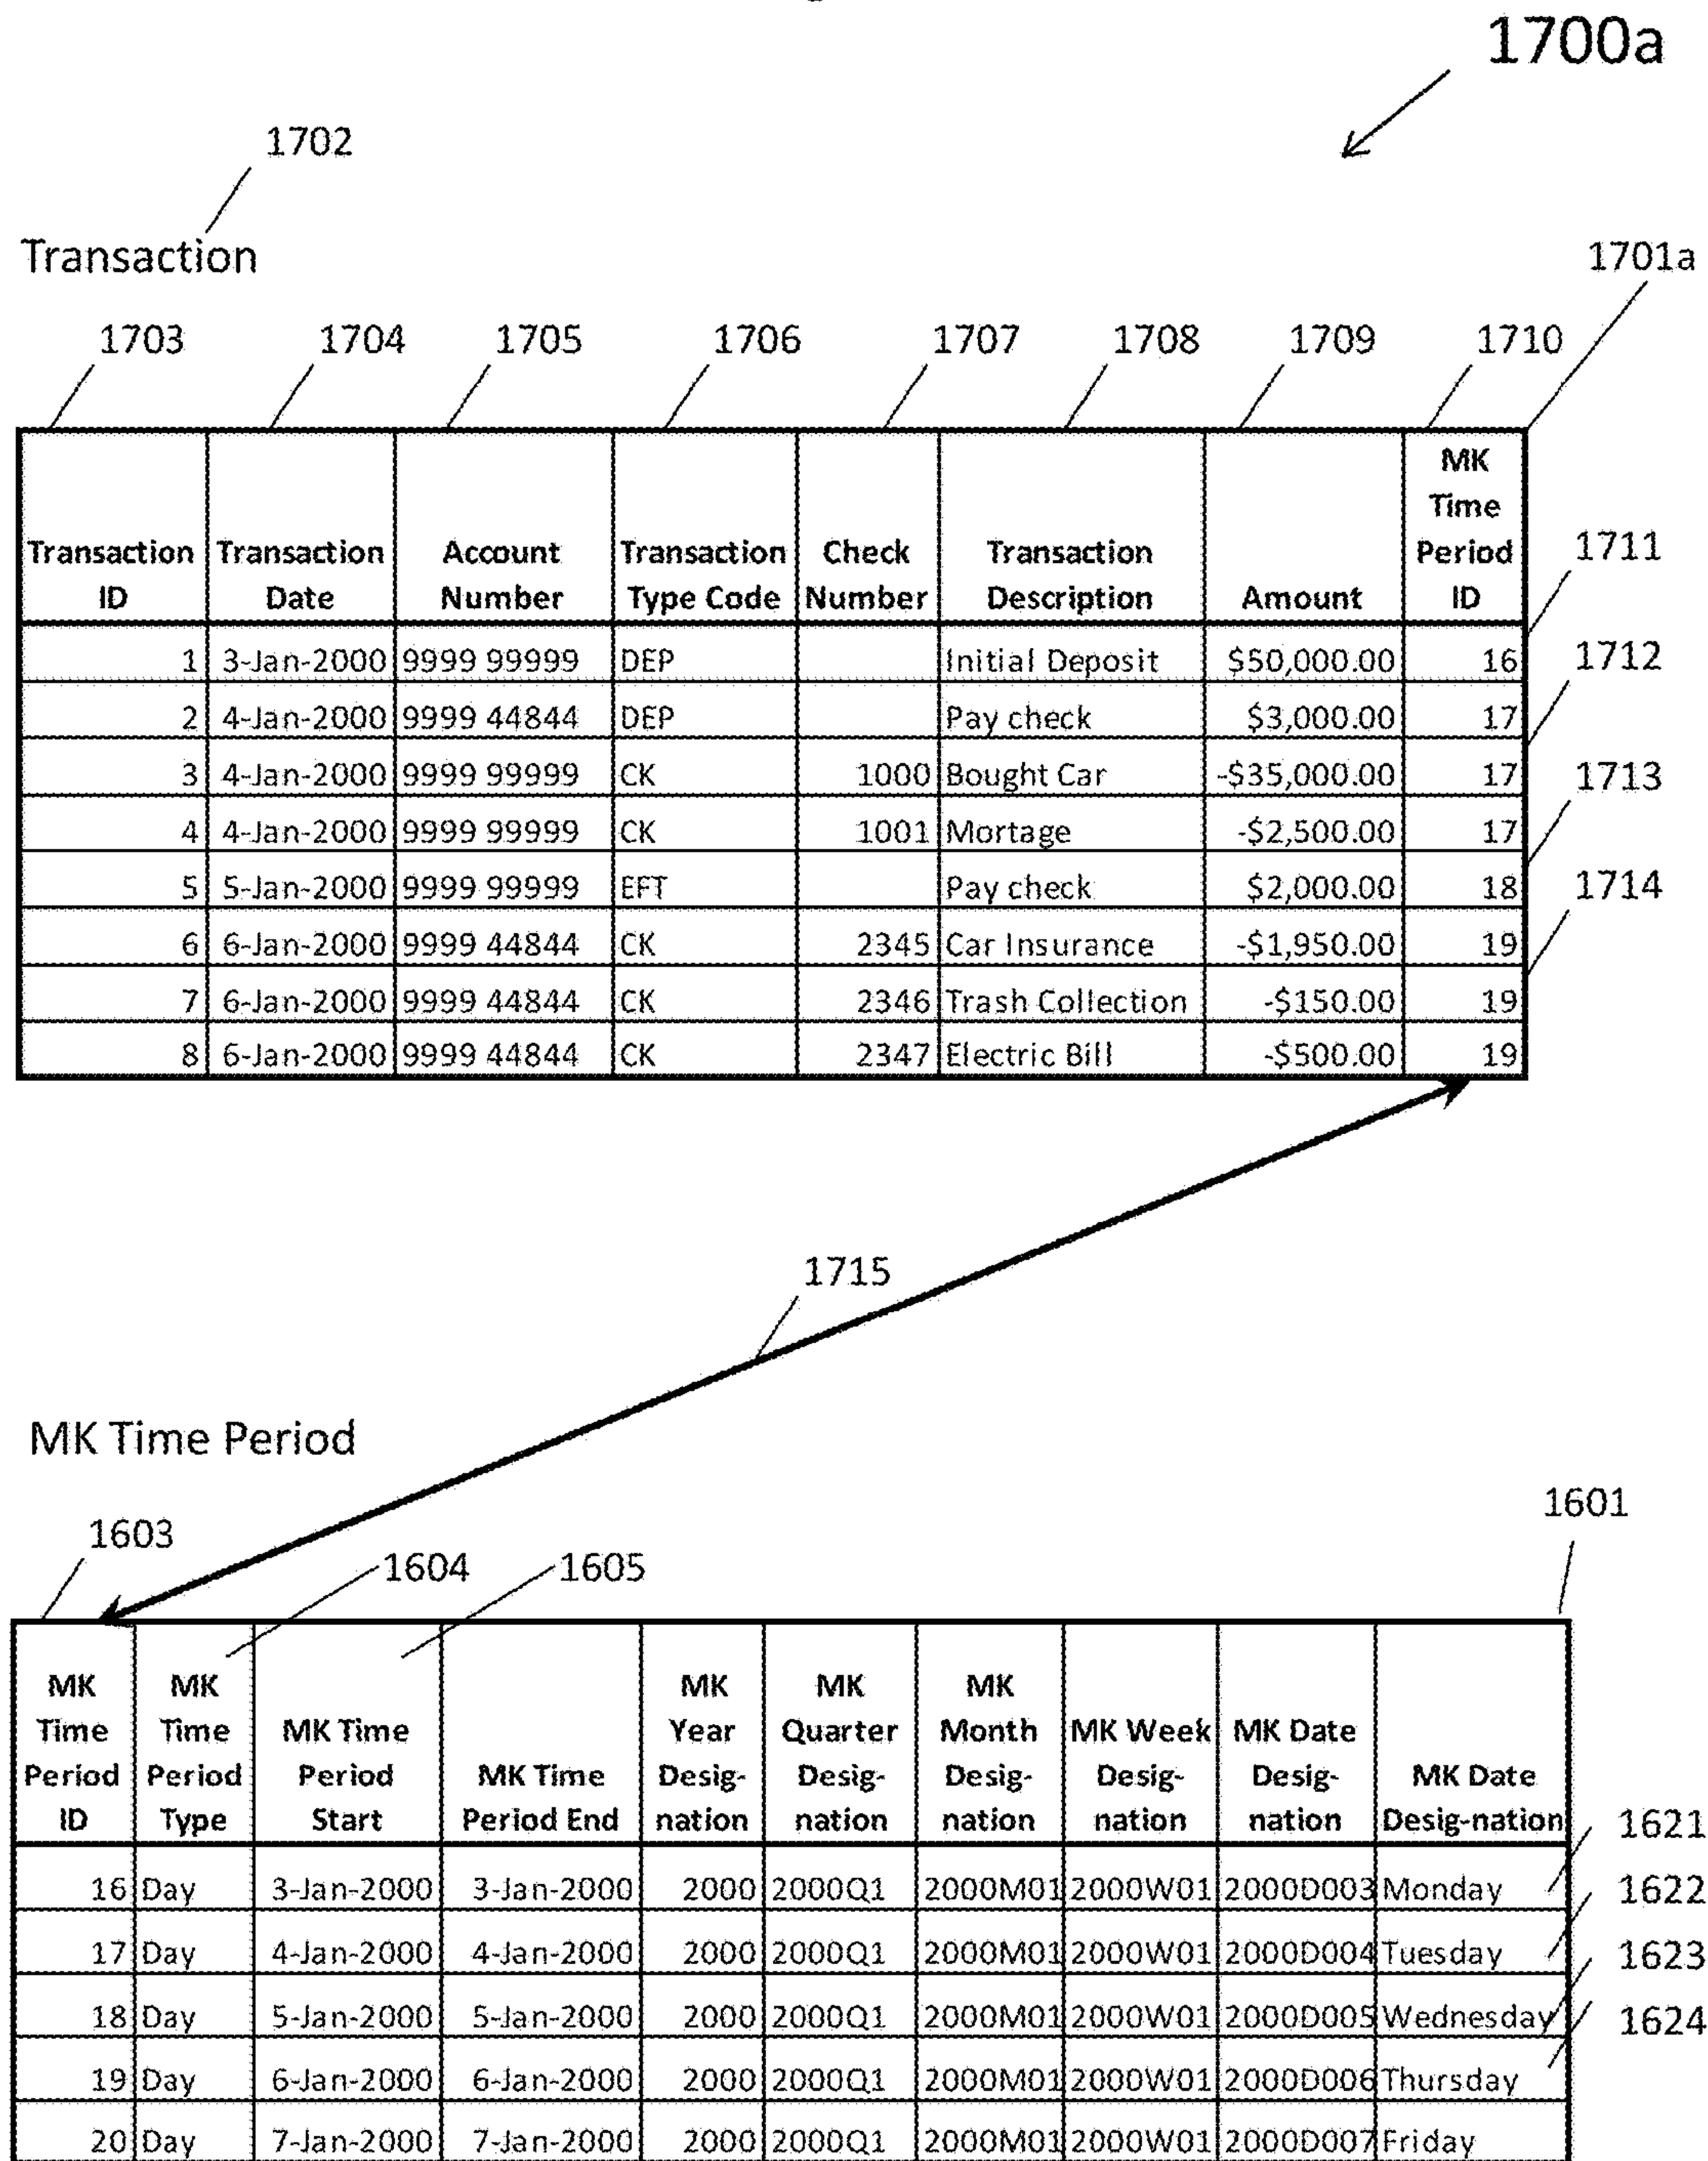 1700a
1702
Transaction
1701a
1703 1704 1705 1706 1707 1708 1709 1710
Transaction ID Transaction Date Account Number Transaction Type Code Check Number Transaction Description Amount MK Time Period ID
1711
1 3-Jan-2000 9999 99999 DEP Initial Deposit $50,000.00 16 1712
2 4-Jan-2000 9999 44844 DEP Pay check $3,000.00 17
3 4-Jan-2000 9999 99999 CK 1000 Bought Car -$35,000.00 17 1713
4 4-Jan-2000 9999 99999 CK 1001 Mortage -$2,500.00 17
5 5-Jan-2000 9999 99999 EFT Pay check $2,000.00 18 1714
6 6-Jan-2000 9999 44844 CK 2345 Car Insurance -$1,950.00 19
7 6-Jan-2000 9999 44844 CK 2346 Trash Collection -$150.00 19
8 6-Jan-2000 9999 44844 CK 2347 Electric Bill -$500.00 19
1715
MK Time Period
1601
1603
1604 1605
MK Time Period ID MK Time Period Type MK Time Period Start MK Time Period End MK Year Desig-nation MK Quarter Desig-nation MK Month Desig-nation MK Week Desig-nation MK Date Desig-nation MK Date Desig-nation
1621
16 Day 3-Jan-2000 3-Jan-2000 2000 2000Q1 2000M01 2000W01 2000D003 Monday 1622
17 Day 4-Jan-2000 4-Jan-2000 2000 2000Q1 2000M01 2000W01 2000D004 Tuesday 1623
18 Day 5-Jan-2000 5-Jan-2000 2000 2000Q1 2000M01 2000W01 2000D005 Wednesday 1624
19 Day 6-Jan-2000 6-Jan-2000 2000 2000Q1 2000M01 2000W01 2000D006 Thursday
20 Day 7-Jan-2000 7-Jan-2000 2000 2000Q1 2000M01 2000W01 2000D007 Friday